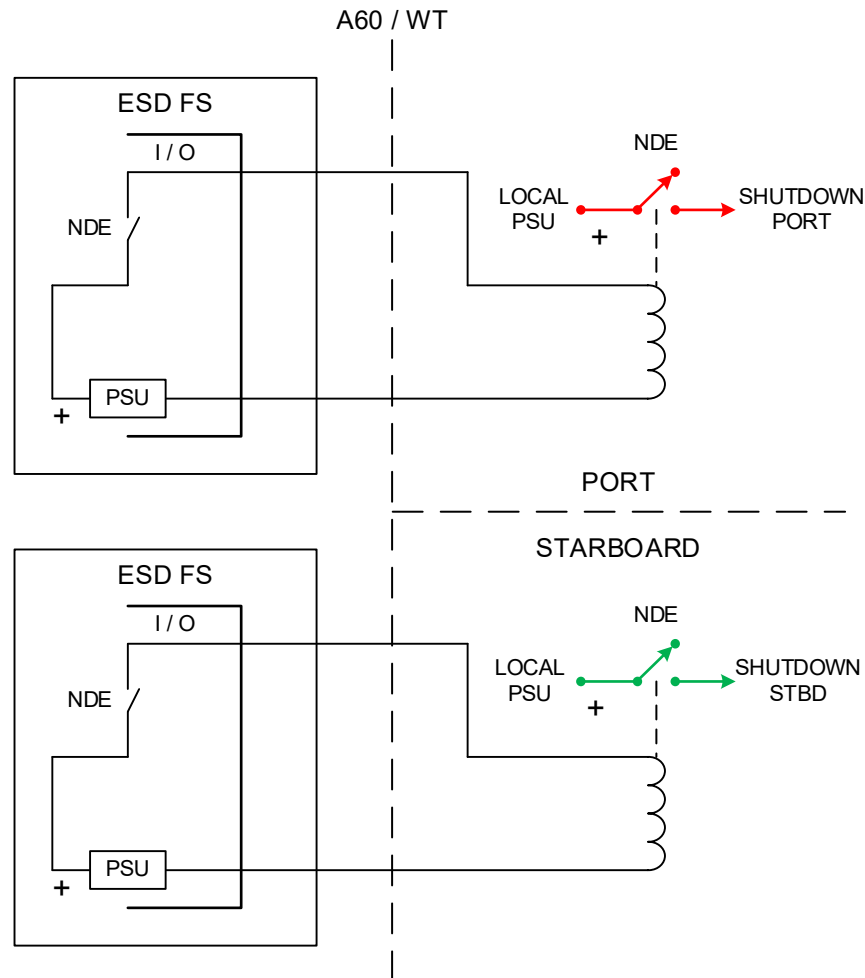 A60 / WT
ESD FS
I / O
NDE
PSU
+
NDE
LOCAL
PSU
+
SHUTDOWN
PORT
PORT
STARBOARD
ESD FS
I / O
NDE
PSU
+
NDE
LOCAL
PSU
+
SHUTDOWN
STBD